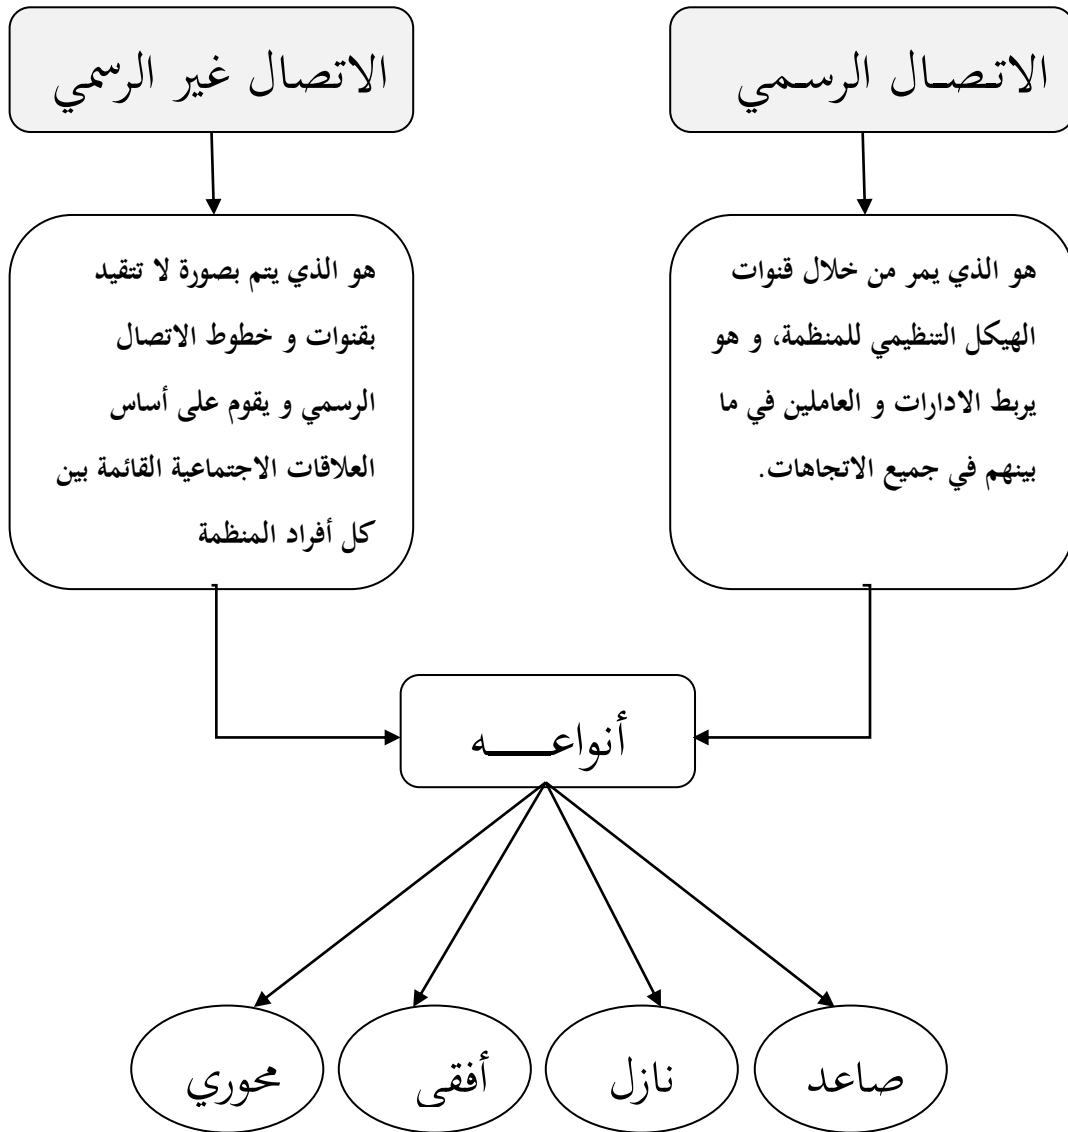 الاتصال الرسمي
الاتصال غير الرسمي
هو الذي يمر من خلال قنوات
الهيكل التنظيمي للمنظمة، و هو
يربط الادارات و العاملين في ما
بينهم في جميع الاتجاهات.
هو الذي يتم بصورة لا تتقيد
بقنوات و خطوط الاتصال
الرسمي و يقوم على أساس
العلاقات الاجتماعية القائمة بين
كل أفراد المنظمة
أنواعـــه
صاعد
نازل
أفقى
محوري